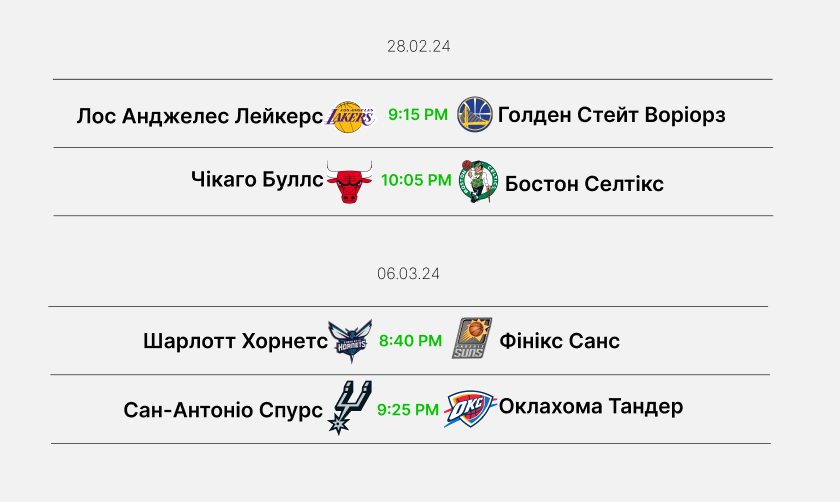 28.02.24
Лос Анджелес Лейкерс LOS ANGELES LAKERS 9:15 PM Голден Стейт Воріорз
Чікаго Буллс 10:05 PM Бостон Селтікс
06.03.24
Шарлотт Хорнетс HORNETS 8:40 PM SUNS Фінікс Санс
Сан-Антоніо Спурс 9:25 PM OKC Оклахома Тандер